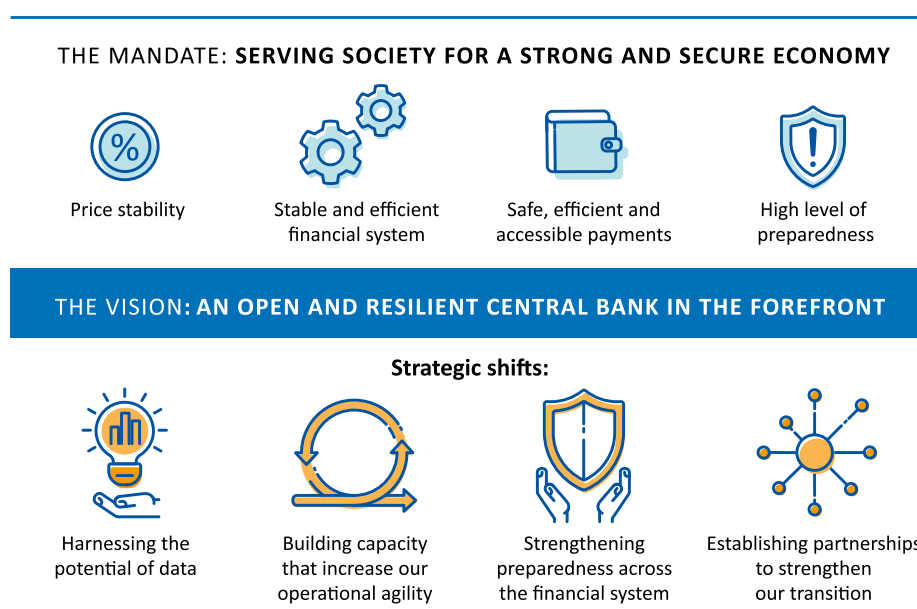 THE MANDATE: SERVING SOCIETY FOR A STRONG AND SECURE ECONOMY
%
Price stability
Stable and efficient
financial system
Safe, efficient and
accessible payments
!
High level of
preparedness
THE VISION: AN OPEN AND RESILIENT CENTRAL BANK IN THE FOREFRONT
Strategic shifts:
Harnessing the
potential of data
Building capacity
that increase our
operational agility
Strengthening
preparedness across
the financial system
Establishing partnerships
to strengthen
our transition